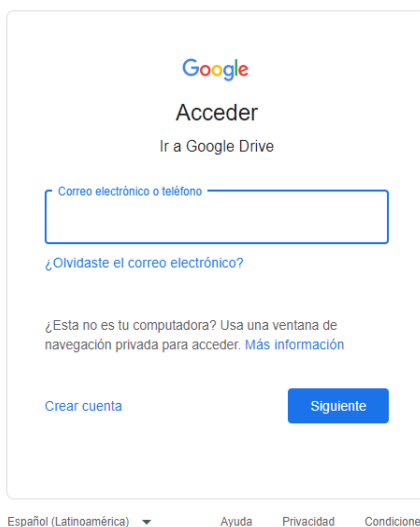 Google
Acceder
Ir a Google Drive
Correo electrónico o teléfono
¿Olvidaste el correo electrónico?
¿Esta no es tu computadora? Usa una ventana de
navegación privada para acceder. Más información
Crear cuenta Siguiente
Español (Latinoamérica) Ayuda Privacidad Condicione